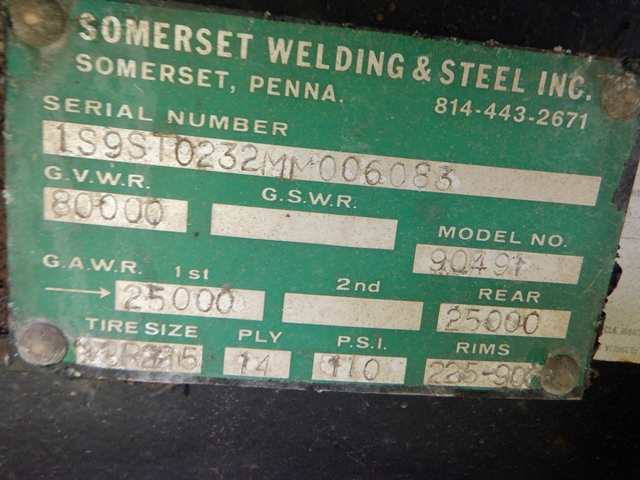 SOMERSET WELDING & STEEL INC.
SOMERSET, PENNA.
814-443-2671
SERIAL NUMBER
1S9ST0232MM006083
G.V.W.R.
G.S.W.R.
80000
MODEL NO.
90491
G.A.W.R. 1st
2nd
REAR
25000
25000
TIRE SIZE
PLY
P.S.I.
RIMS
14
110